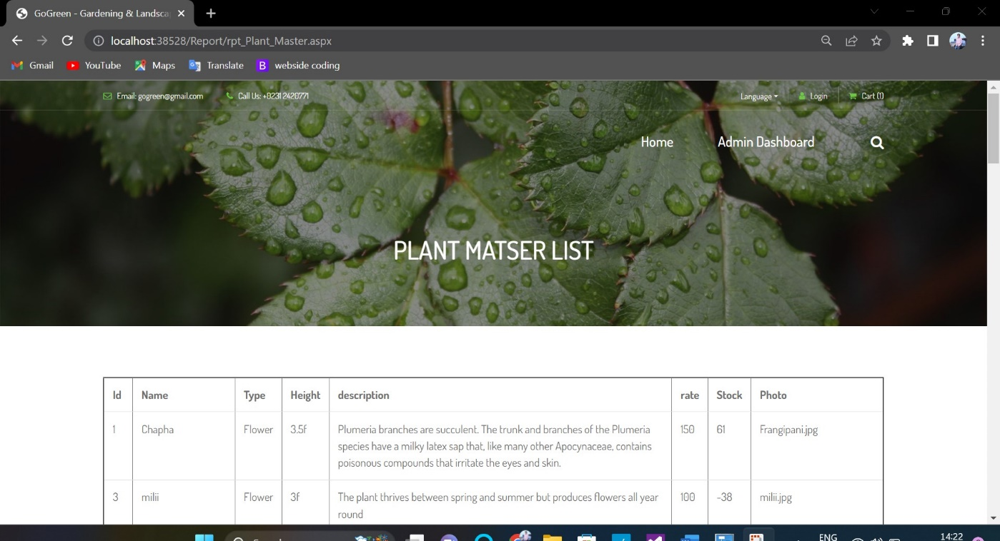 GoGreen - Gardening & Landsca
localhost:38528/Report/rpt_Plant_Master.aspx
Gmail YouTube Maps Translate B webside coding
Email: gogreen@gmail.com Call Us: +0231 2420771 Language Login Cart (1)
Home Admin Dashboard
PLANT MATSER LIST
Id Name Type Height description rate Stock Photo
1 Chapha Flower 3.5f Plumeria branches are succulent. The trunk and branches of the Plumeria 150 61 Frangipani.jpg
species have a milky latex sap that, like many other Apocynaceae, contains
poisonous compounds that irritate the eyes and skin.
3 milii Flower 3f The plant thrives between spring and summer but produces flowers all year 100 -38 milii.jpg
round
ENG 14:22